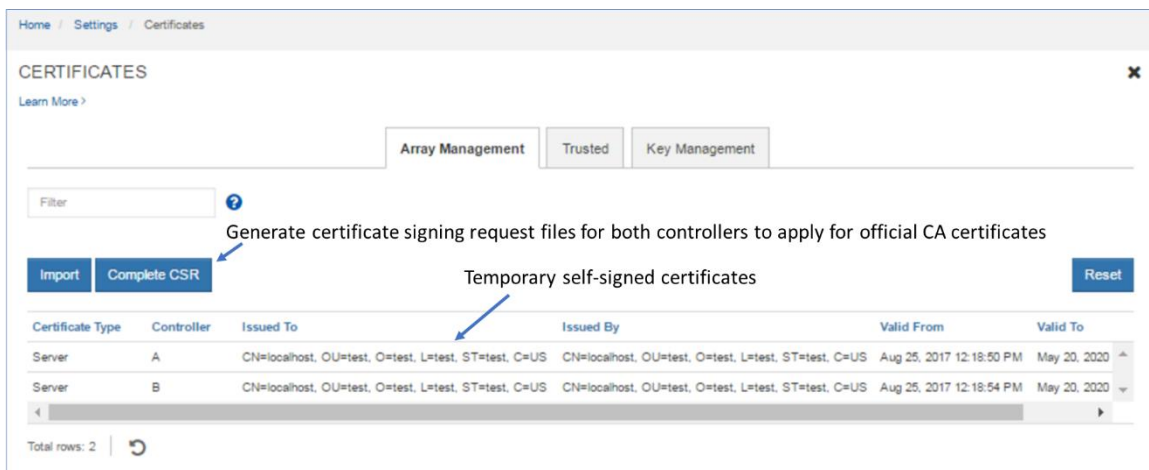 Home / Settings / Certificates
CERTIFICATES
Learn More >
Array Management Trusted Key Management
Filter
Generate certificate signing request files for both controllers to apply for official CA certificates
Import Complete CSR Temporary self-signed certificates Reset
Certificate Type Controller Issued To Issued By Valid From Valid To
Server A CN=localhost, OU=test, O=test, L=test, ST=test, C=US CN=localhost, OU=test, O=test, L=test, ST=test, C=US Aug 25, 2017 12:18:50 PM May 20, 2020
Server B CN=localhost, OU=test, O=test, L=test, ST=test, C=US CN=localhost, OU=test, O=test, L=test, ST=test, C=US Aug 25, 2017 12:18:54 PM May 20, 2020
Total rows: 2